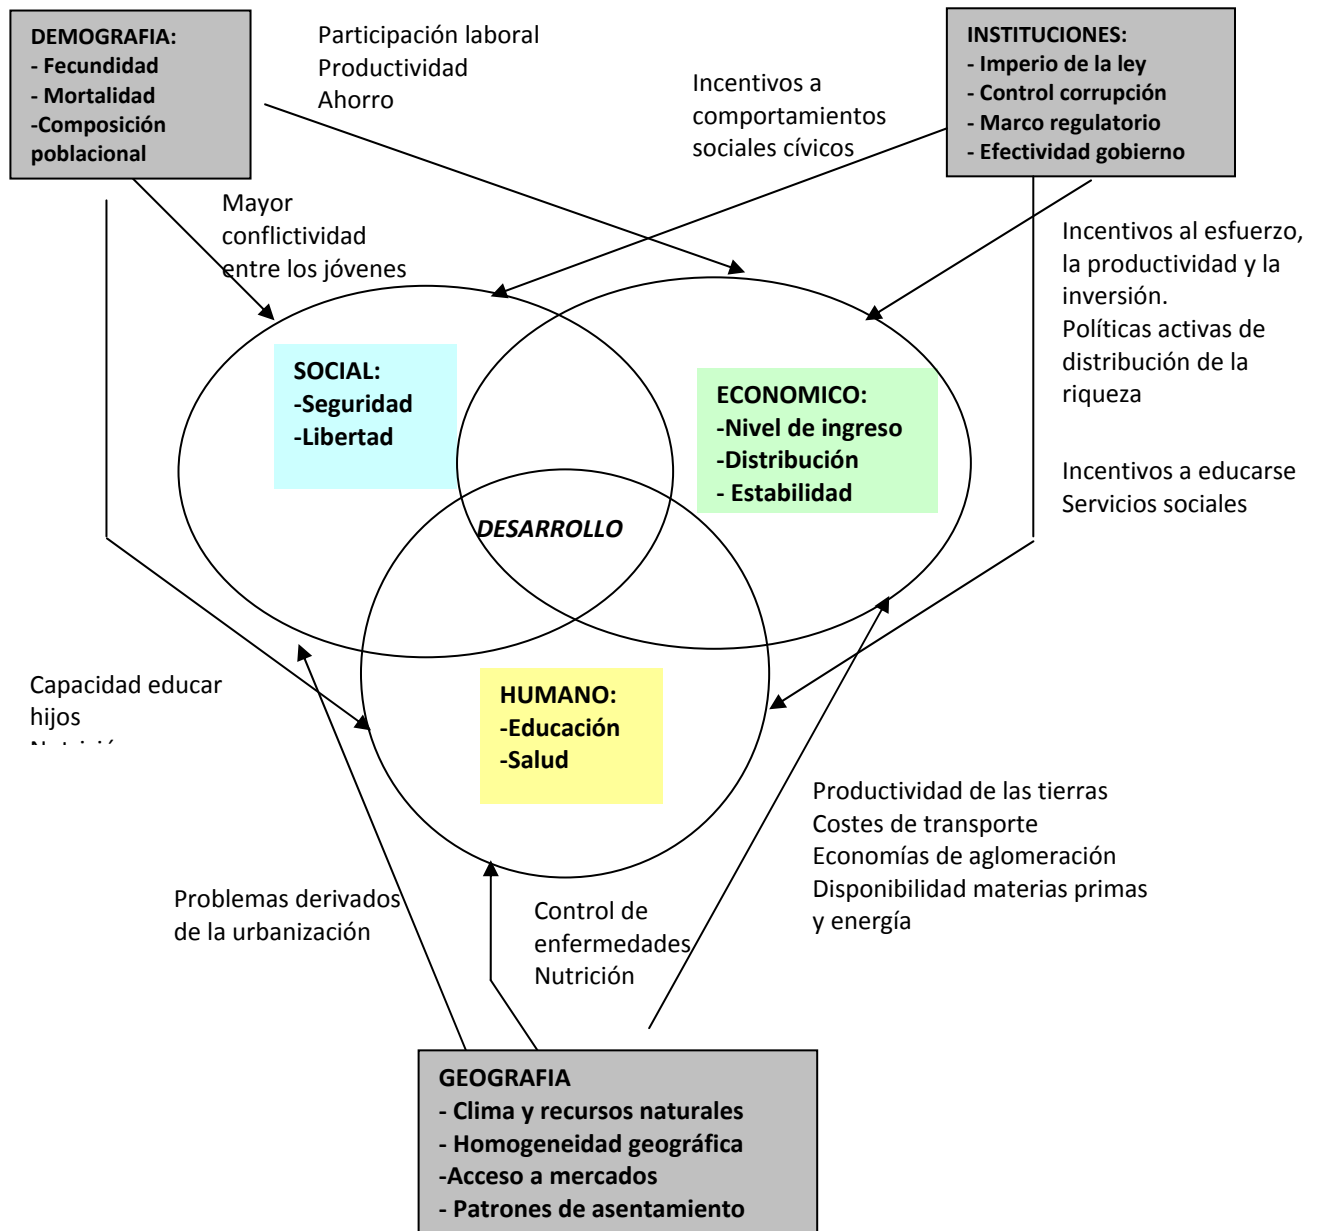 DEMOGRAFIA:
- Fecundidad
- Mortalidad
-Composición
poblacional
Participación laboral
Productividad
Ahorro
Incentivos a
comportamientos
sociales cívicos
INSTITUCIONES:
- Imperio de la ley
- Control corrupción
- Marco regulatorio
- Efectividad gobierno
Mayor
conflictividad
entre los jóvenes
Incentivos al esfuerzo,
la productividad y la
inversión.
Políticas activas de
distribución de la
riqueza
SOCIAL:
-Seguridad
-Libertad
ECONOMICO:
-Nivel de ingreso
-Distribución
- Estabilidad
Incentivos a educarse
Servicios sociales
DESARROLLO
Capacidad educar
hijos
HUMANO:
-Educación
-Salud
Productividad de las tierras
Costes de transporte
Economías de aglomeración
Disponibilidad materias primas
y energía
Problemas derivados
de la urbanización
Control de
enfermedades
Nutrición
GEOGRAFIA
- Clima y recursos naturales
- Homogeneidad geográfica
-Acceso a mercados
- Patrones de asentamiento